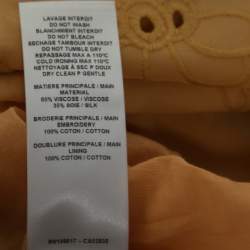 LAVAGE INTERDIT
DO NOT WASH
BLANCHIMENT INTERDIT
DO NOT BLEACH
SECHAGE TAMBOUR INTERDIT
DO NOT TUMBLE DRY
REPASSAGE MAX A 110°C
COLD IRONING MAX 110°C
NETTOYAGE À SEC P DOUX
DRY CLEAN P GENTLE
MATIERE PRINCIPALE / MAIN
MATERIAL
65% VISCOSE / VISCOSE
35% SOIE / SILK
BRODERIE PRINCIPALE / MAIN
EMBROIDERY
100% COTON / COTTON
DOUBLURE PRINCIPALE / MAIN
LINING
100% COTON / COTTON